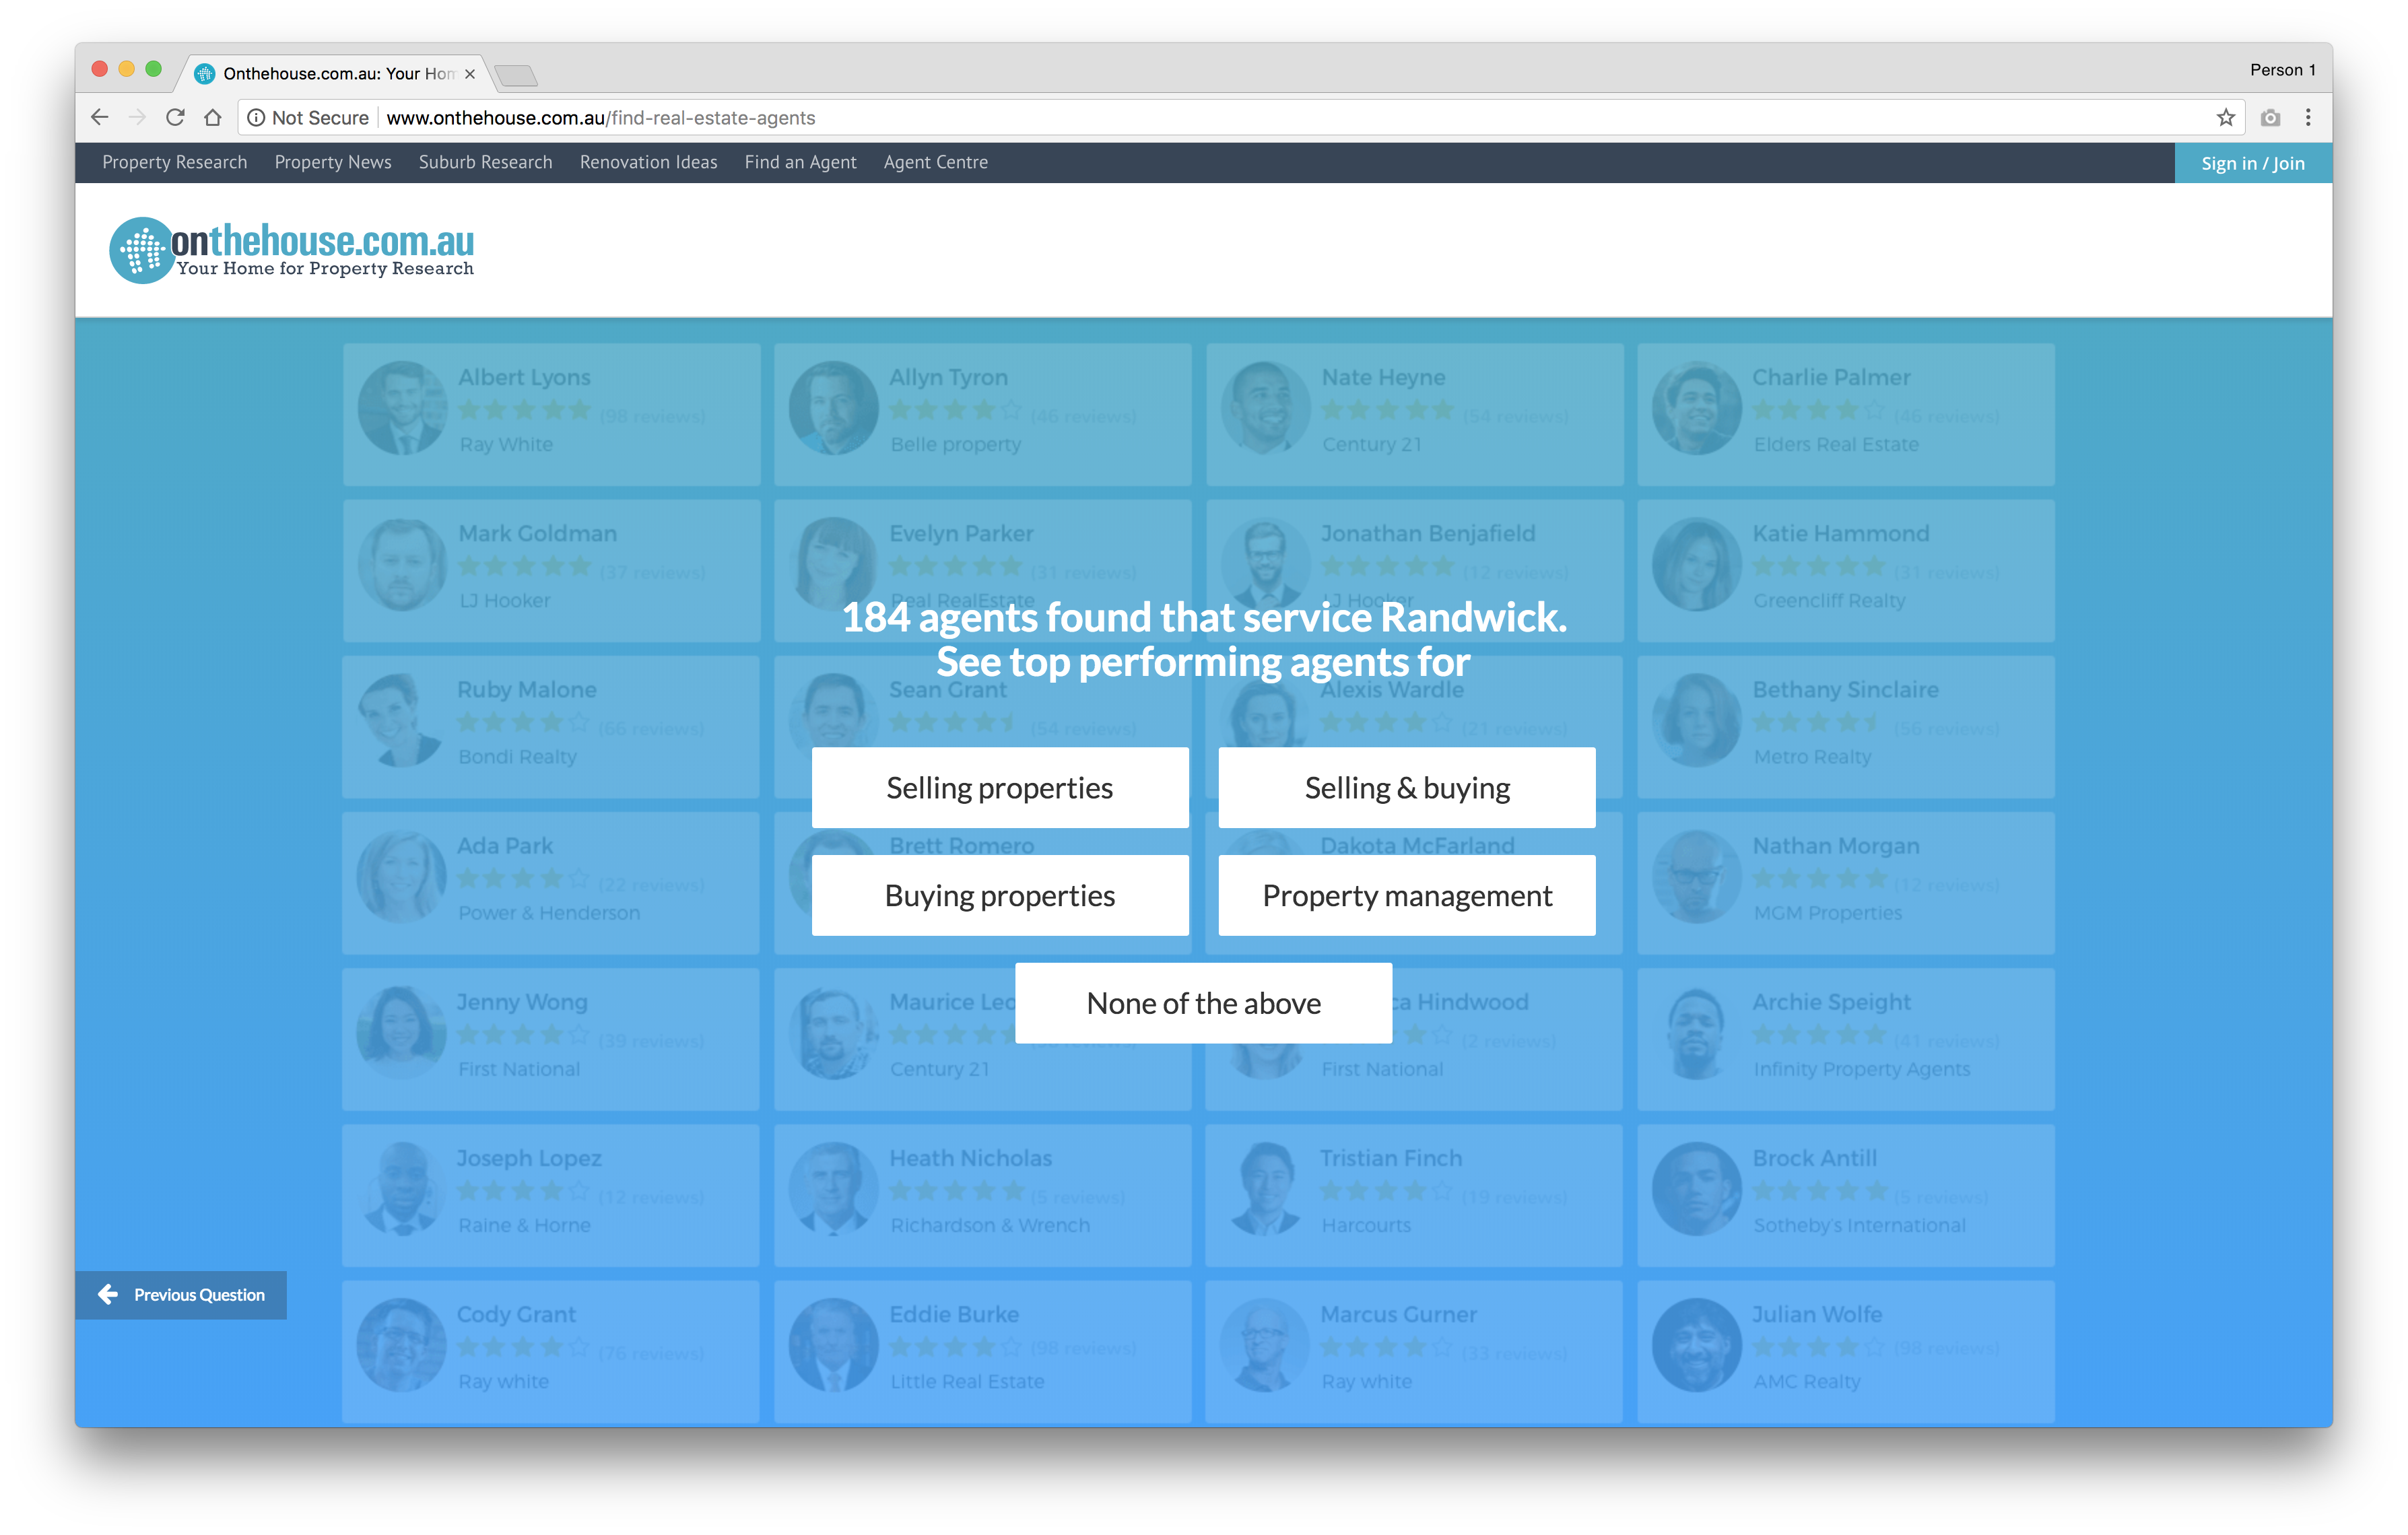 Onthehouse.com.au: Your Hom
Person 1
Not Secure www.onthehouse.com.au/find-real-estate-agents
Property Research Property News Suburb Research Renovation Ideas Find an Agent Agent Centre Sign in / Join
onthehouse.com.au
Your Home for Property Research
Albert Lyons
(98 reviews)
Ray White
Allyn Tyron
(46 reviews)
Belle property
Nate Heyne
(54 reviews)
Century 21
Charlie Palmer
(46 reviews)
Elders Real Estate
Mark Goldman
(37 reviews)
LJ Hooker
Evelyn Parker
(31 reviews)
Real RealEstate
Jonathan Benjafield
(12 reviews)
LJ Hooker
Katie Hammond
(31 reviews)
Greencliff Realty
184 agents found that service Randwick.
See top performing agents for
Ruby Malone
(66 reviews)
Bondi Realty
Sean Grant
(54 reviews)
Alexis Wardle
(21 reviews)
Bethany Sinclaire
(56 reviews)
Metro Realty
Selling properties
Selling & buying
Ada Park
(22 reviews)
Power & Henderson
Brett Romero
Dakota McFarland
Nathan Morgan
(12 reviews)
MGM Properties
Buying properties
Property management
None of the above
Jenny Wong
(39 reviews)
First National
Maurice
Century 21
Hindwood
(2 reviews)
First National
Archie Speight
(41 reviews)
Infinity Property Agents
Joseph Lopez
(12 reviews)
Raine & Horne
Heath Nicholas
(5 reviews)
Richardson & Wrench
Tristian Finch
(19 reviews)
Harcourts
Brock Antill
(5 reviews)
Sotheby's International
Previous Question
Cody Grant
(76 reviews)
Ray white
Eddie Burke
(98 reviews)
Little Real Estate
Marcus Gurner
(33 reviews)
Ray white
Julian Wolfe
(98 reviews)
AMC Realty